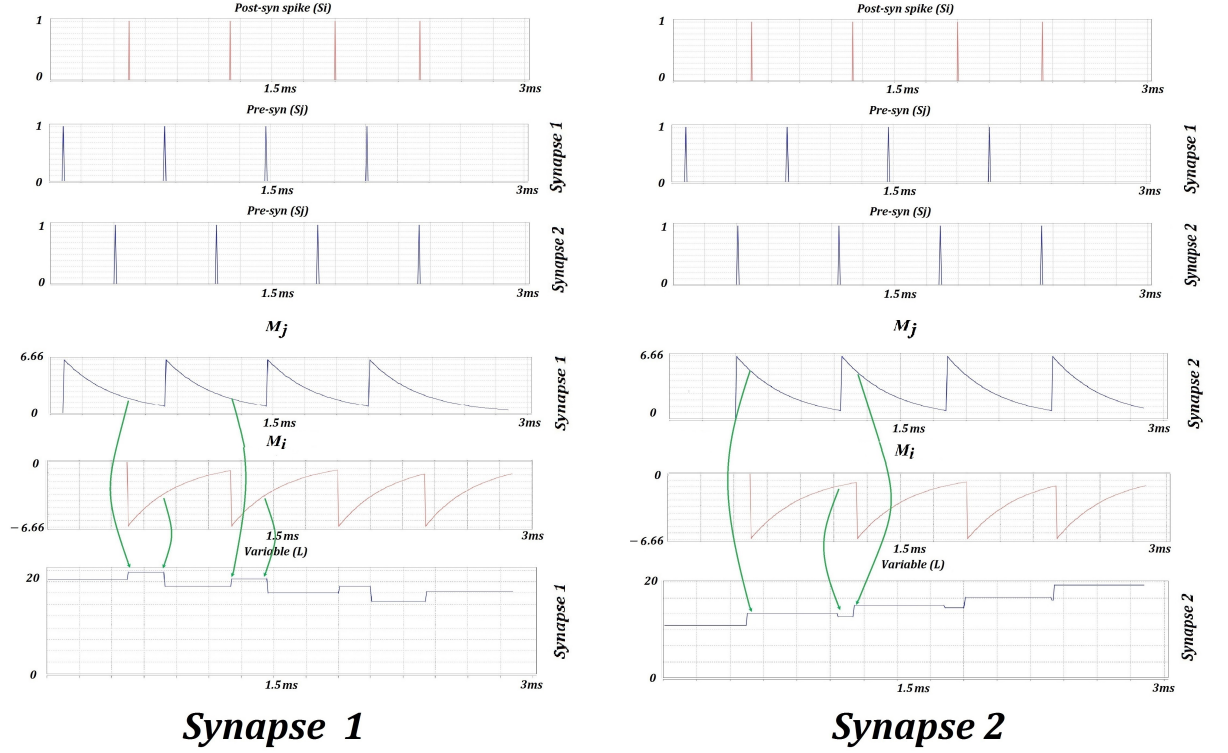 Post-syn spike (Si)
1
0
1.5ms
3ms
Pre-syn (Sj)
1
0
1.5ms
3ms
Synapse 1
Pre-syn (Sj)
1
0
1.5ms
3ms
Synapse 2
Mj
6.66
0
1.5ms
3ms
Synapse 1
Mi
0
−6.66
1.5ms
3ms
Variable (L)
20
0
1.5ms
3ms
Synapse 1
Synapse 1
Post-syn spike (Si)
1
0
1.5ms
3ms
Pre-syn (Sj)
1
0
1.5ms
3ms
Synapse 1
Pre-syn (Sj)
1
0
1.5ms
3ms
Synapse 2
Mj
6.66
0
1.5ms
3ms
Synapse 2
Mi
0
−6.66
1.5ms
3ms
Variable (L)
20
0
1.5ms
3ms
Synapse 2
Synapse 2